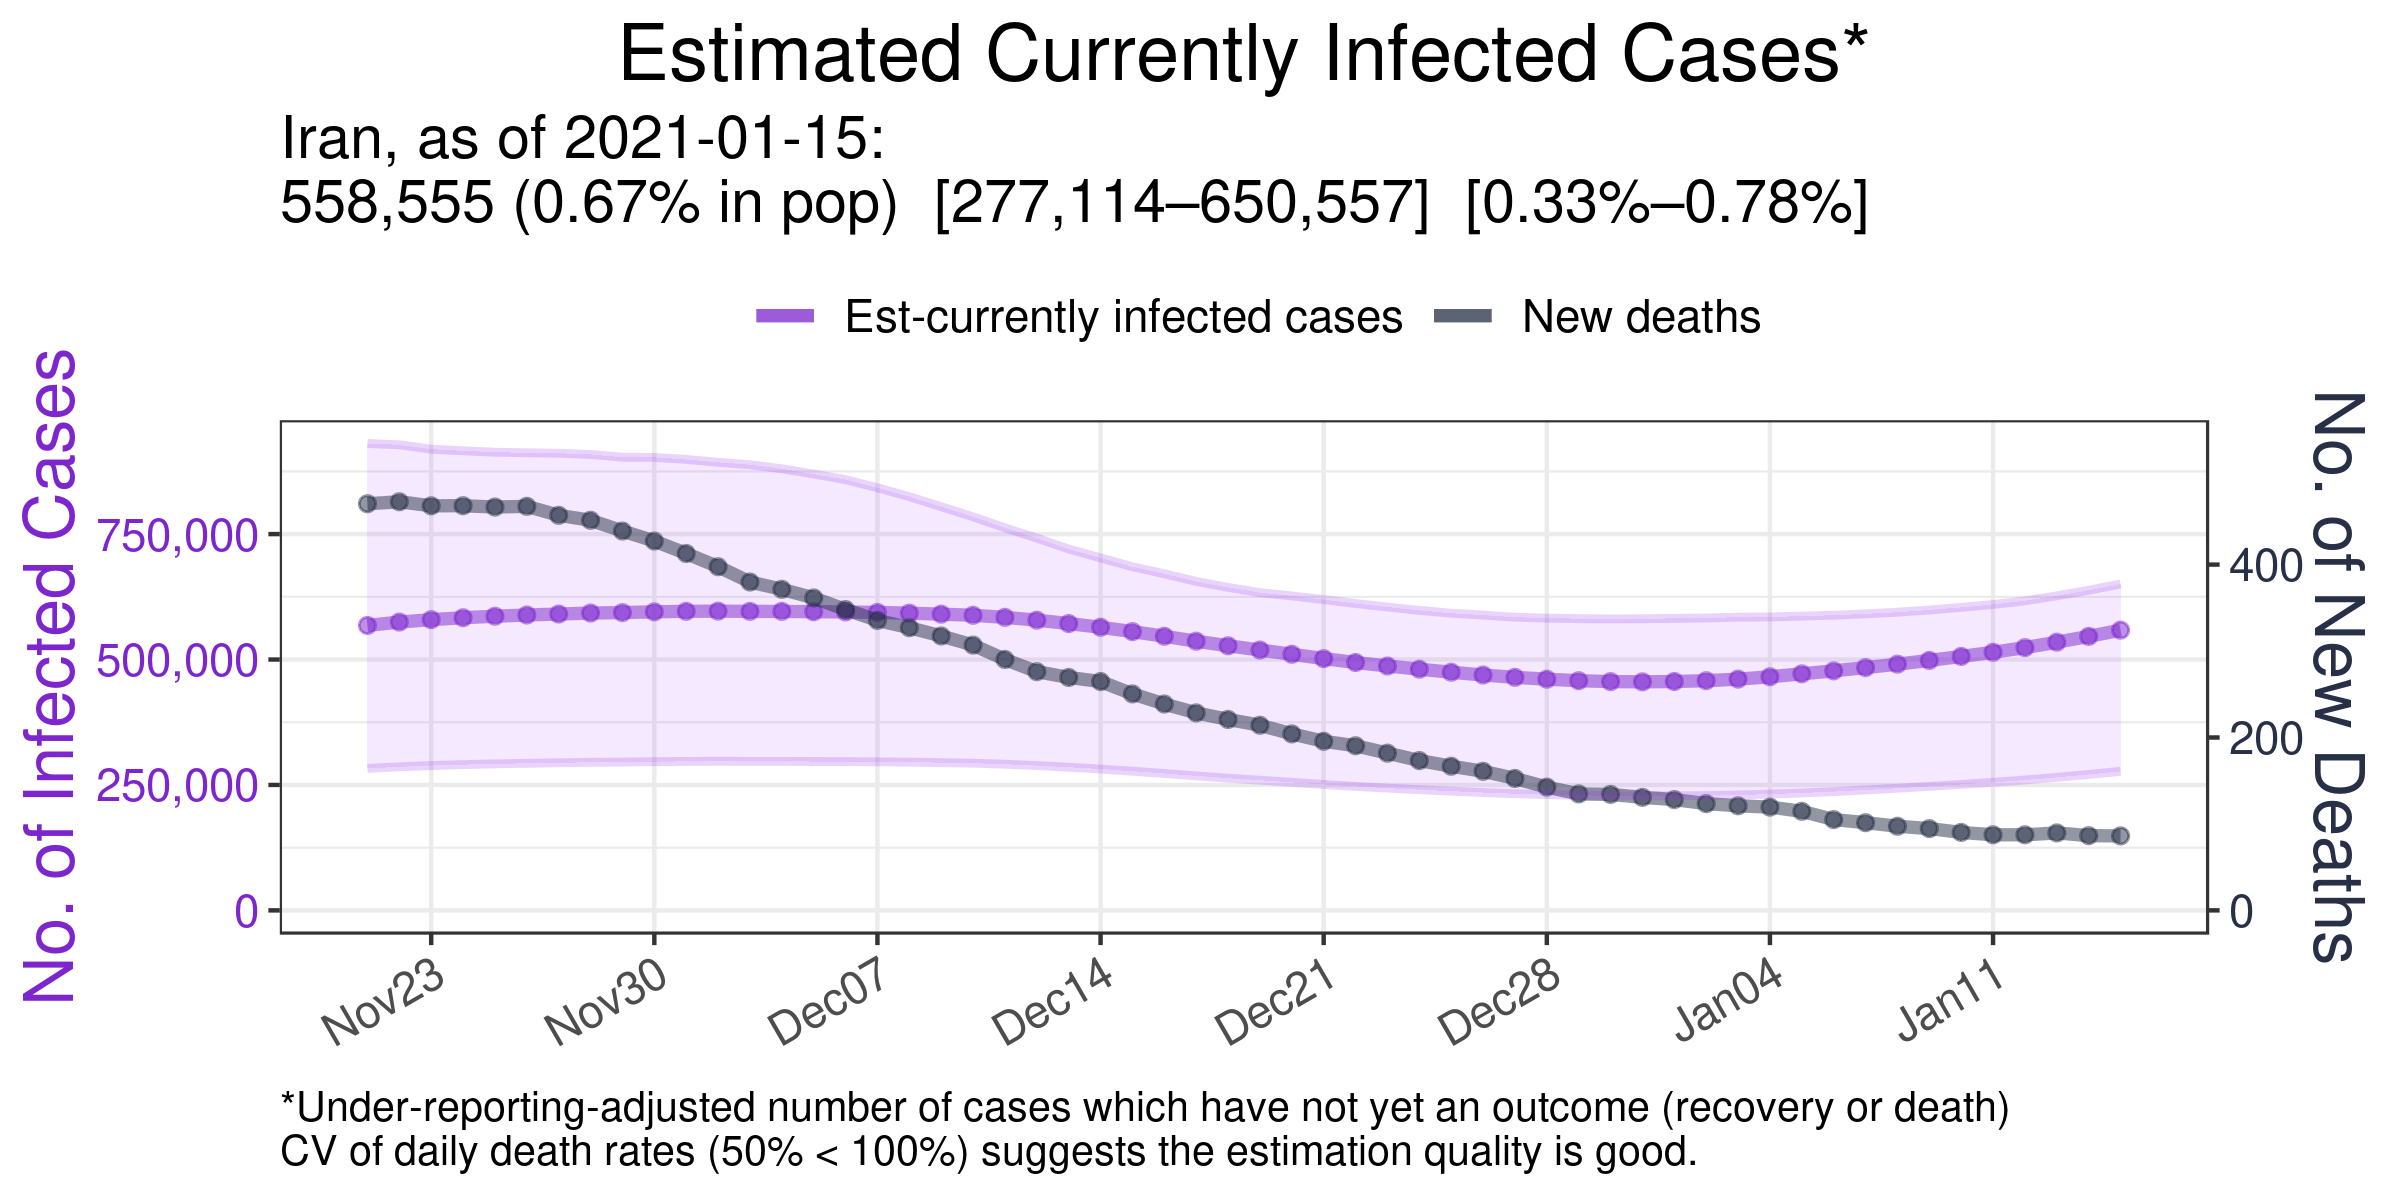 Estimated Currently Infected Cases*
Iran, as of 2021-01-15:
558,555 (0.67% in pop)  [277,114–650,557]  [0.33%–0.78%]
Est-currently infected cases
New deaths
No. of Infected Cases
750,000
500,000
250,000
0
No. of New Deaths
400
200
0
Nov23
Nov30
Dec07
Dec14
Dec21
Dec28
Jan04
Jan11
*Under-reporting-adjusted number of cases which have not yet an outcome (recovery or death)
CV of daily death rates (50% < 100%) suggests the estimation quality is good.